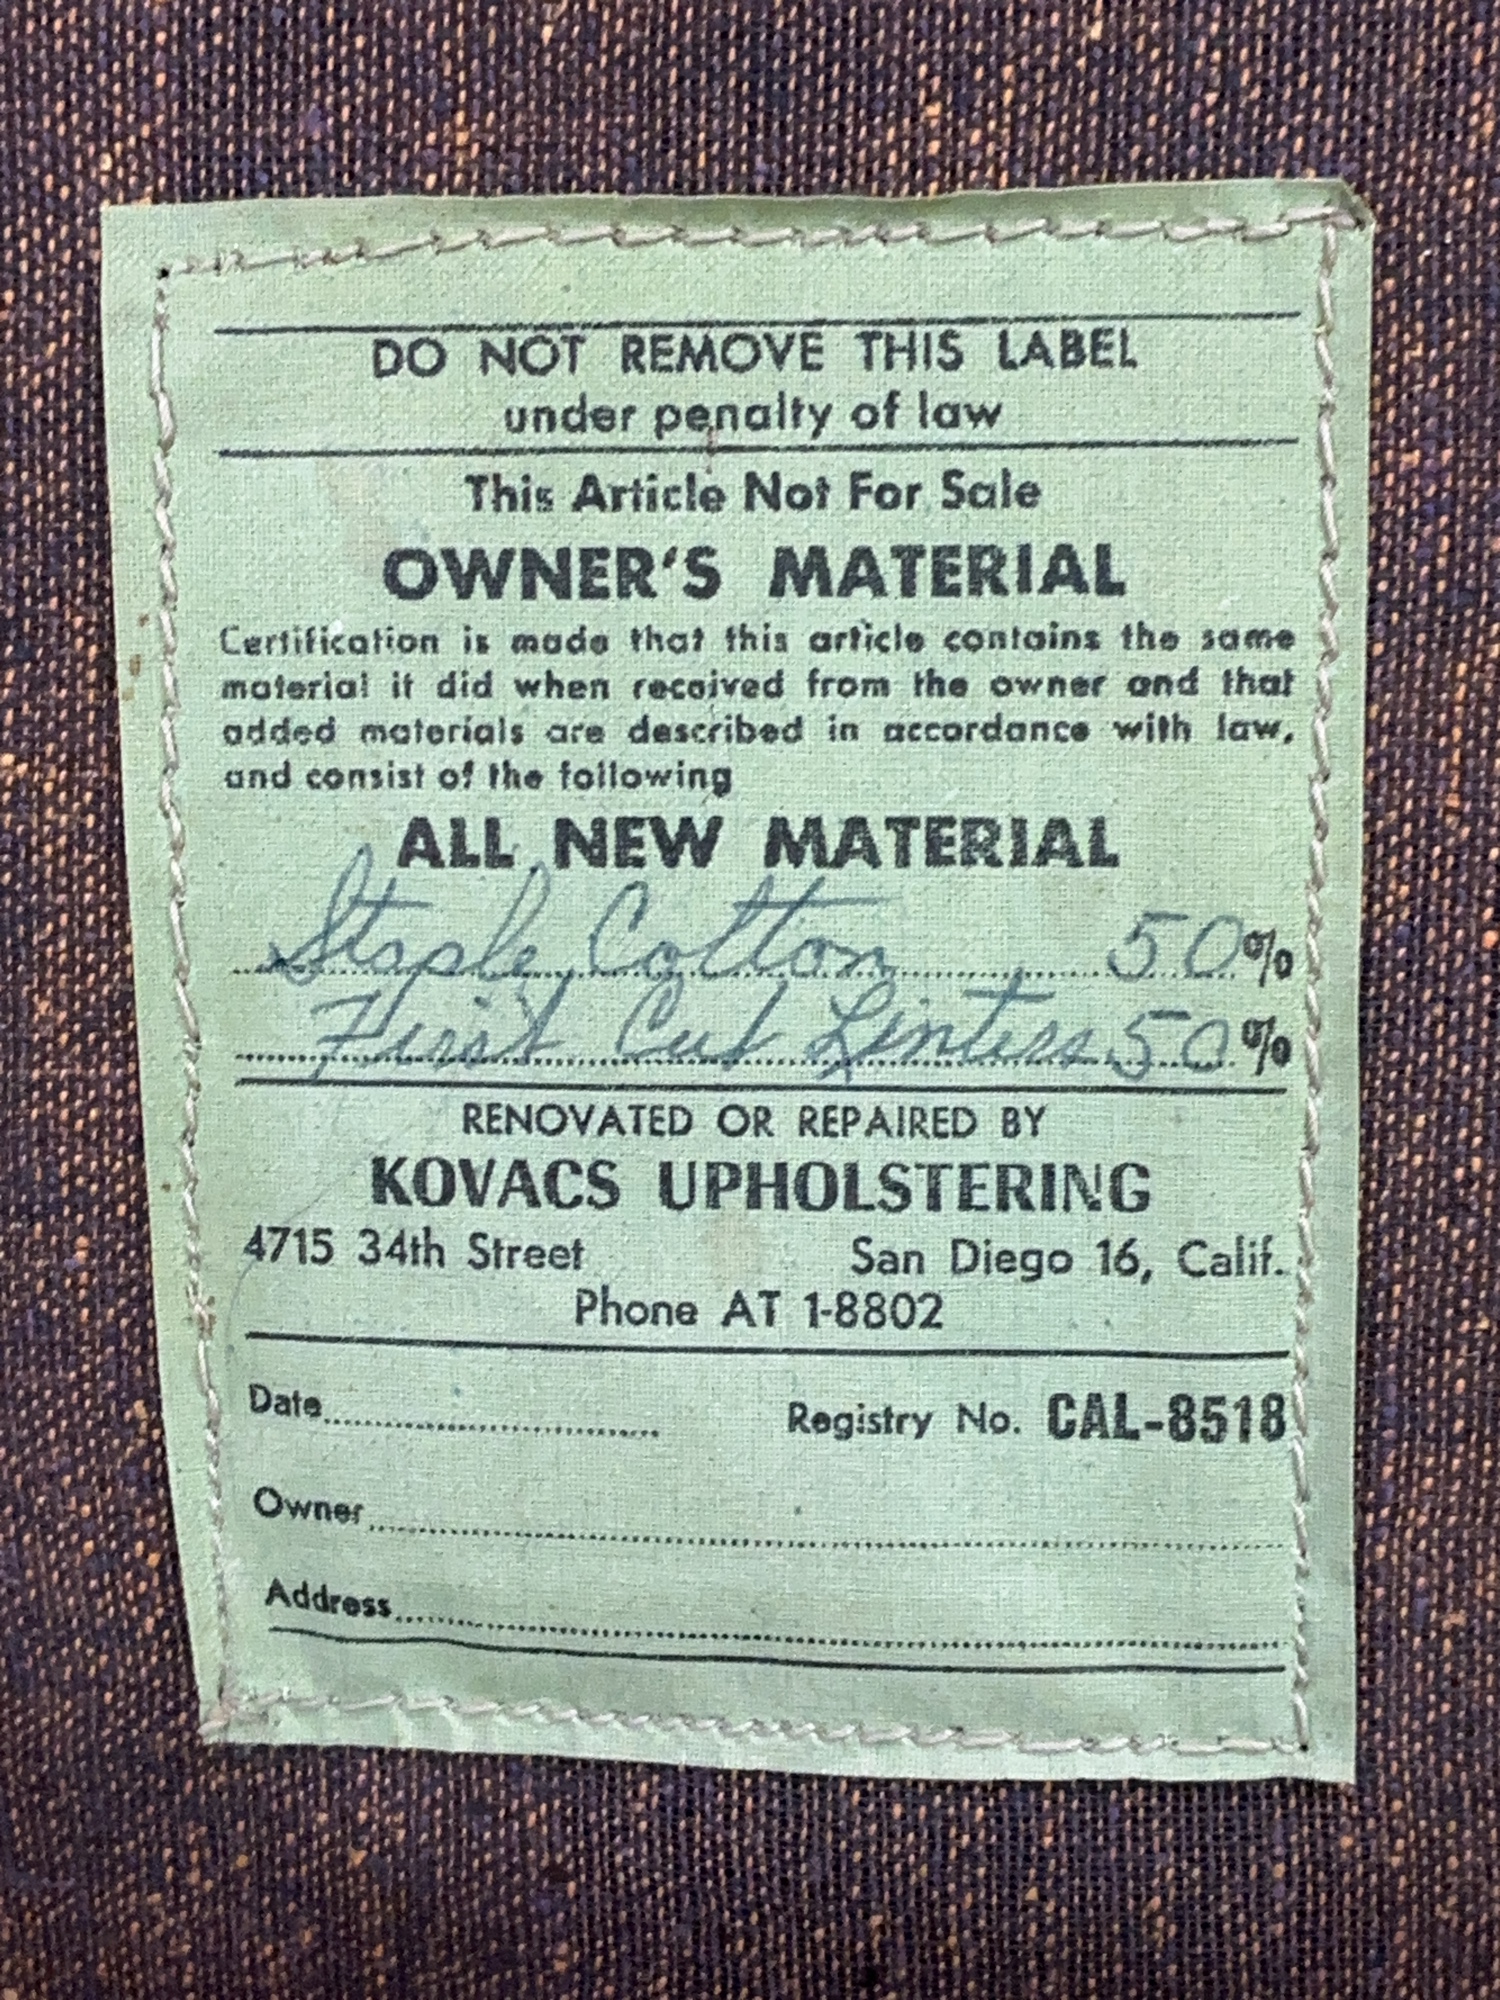 DO NOT REMOVE THIS LABEL
under penalty of law
This Article Not For Sale
OWNER'S MATERIAL
Certification is made that this article contains the same
material it did when received from the owner and that
added materials are described in accordance with law,
and consist of the following
ALL NEW MATERIAL
Staple Cotton 50%
First Cut Linters 50%
RENOVATED OR REPAIRED BY
KOVACS UPHOLSTERING
4715 34th Street San Diego 16, Calif.
Phone AT 1-8802
Date Registry No. CAL-8518
Owner
Address